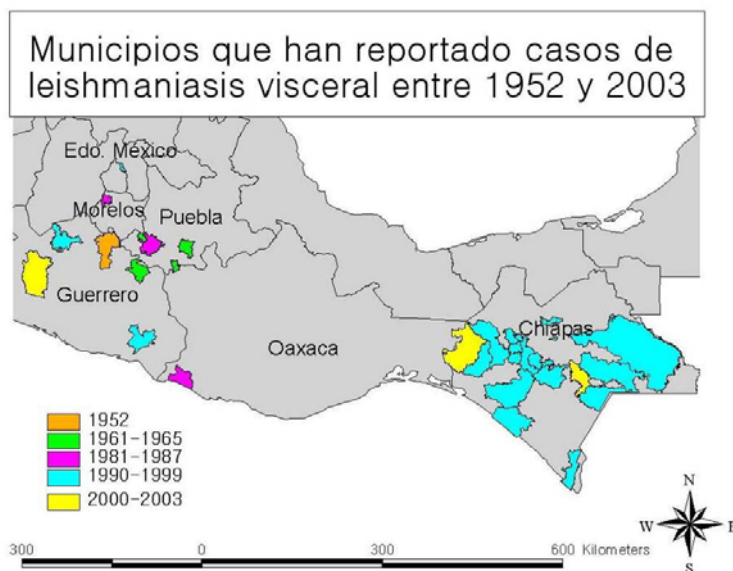 Municipios que han reportado casos de
leishmaniasis visceral entre 1952 y 2003
Edo. México
Morelos
Puebla
Guerrero
Oaxaca
Chiapas
1952
1961-1965
1981-1987
1990-1999
2000-2003
N
W
E
S
300 0 300 600 Kilometers